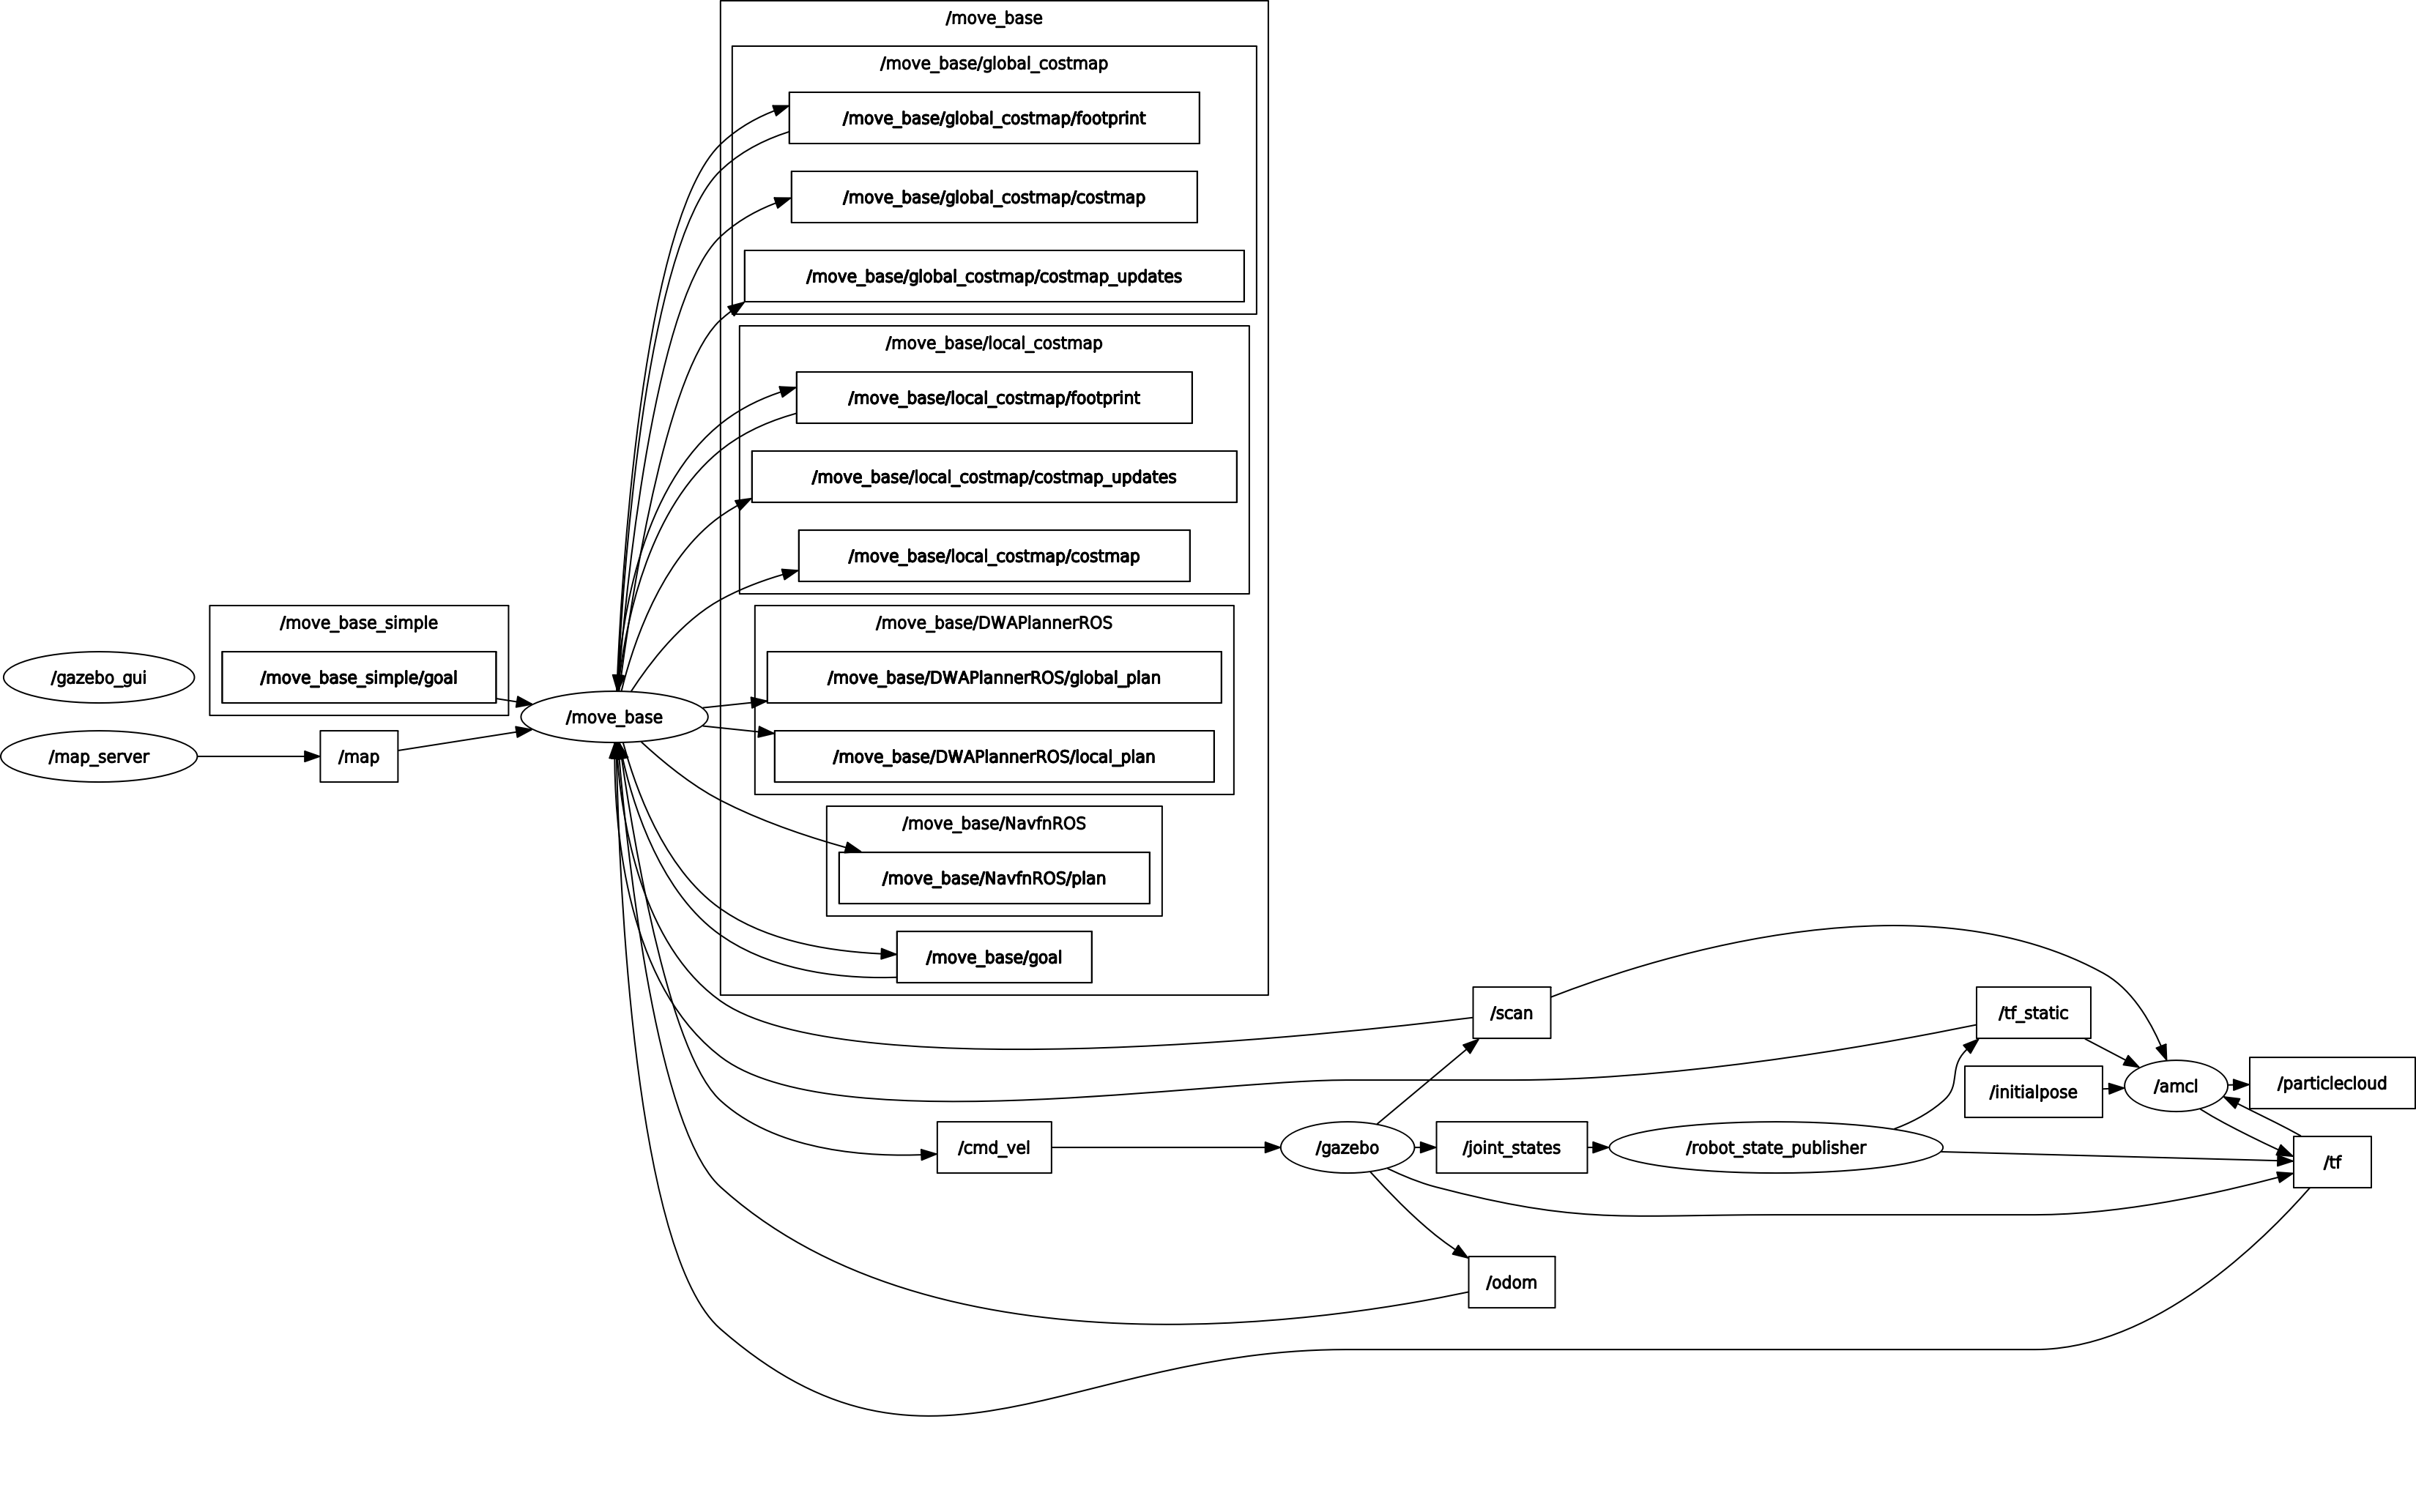 /move_base
/move_base/global_costmap
/move_base/global_costmap/footprint
/move_base/global_costmap/costmap
/move_base/global_costmap/costmap_updates
/move_base/local_costmap
/move_base/local_costmap/footprint
/move_base/local_costmap/costmap_updates
/move_base/local_costmap/costmap
/move_base_simple
/move_base/DWAPlannerROS
/gazebo_gui
/move_base_simple/goal
/move_base/DWAPlannerROS/global_plan
/move_base
/map_server
/map
/move_base/DWAPlannerROS/local_plan
/move_base/NavfnROS
/move_base/NavfnROS/plan
/move_base/goal
/scan
/tf_static
/initialpose
/amcl
/particlecloud
/cmd_vel
/gazebo
/joint_states
/robot_state_publisher
/tf
/odom